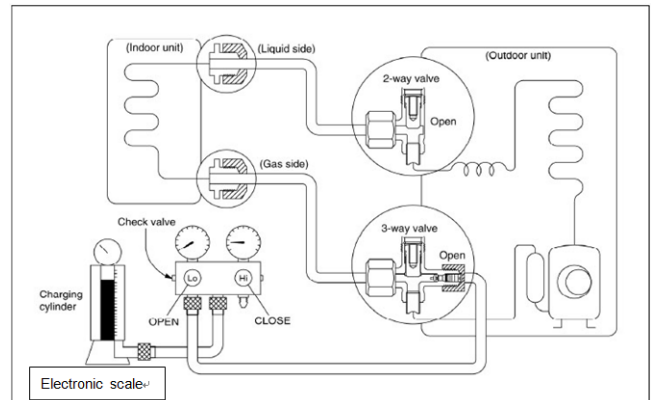 (Indoor unit)
(Liquid side)
(Outdoor unit)
2-way valve
Open
(Gas side)
3-way valve
Open
Check valve
Lo
Hi
Charging
cylinder
OPEN
CLOSE
Electronic scale↵